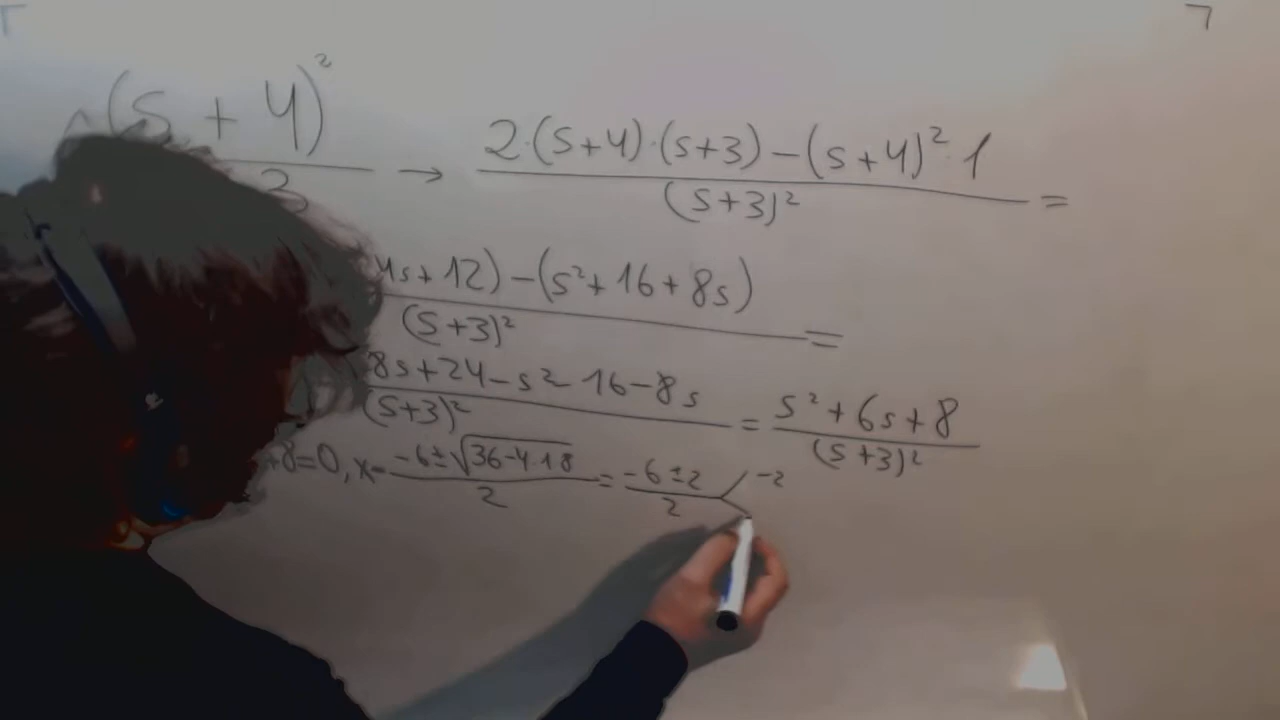 (s + 4)²
3 → 2·(s+4)·(s+3)-(s+4)²·1 / (s+3)² =
4s+12)-(s²+16+8s) / (s+3)² =
8s+24-s²-16-8s / (s+3)² = s²+6s+8 / (s+3)²
+8=0, x= -6±√36-4·1·8 / 2 = -6±2 / 2 -2